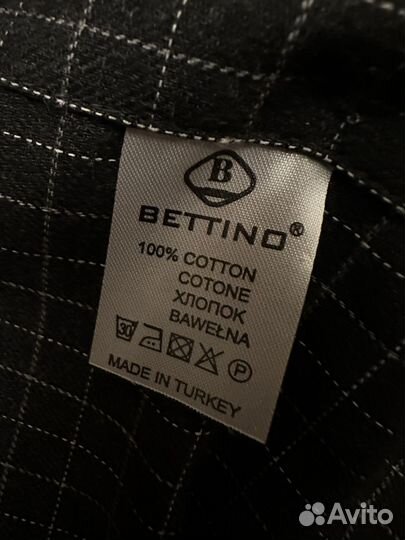 B
BETTINO®
100% COTTON
COTONE
ХЛОПОК
BAWEŁNA
30 P
MADE IN TURKEY
Avito